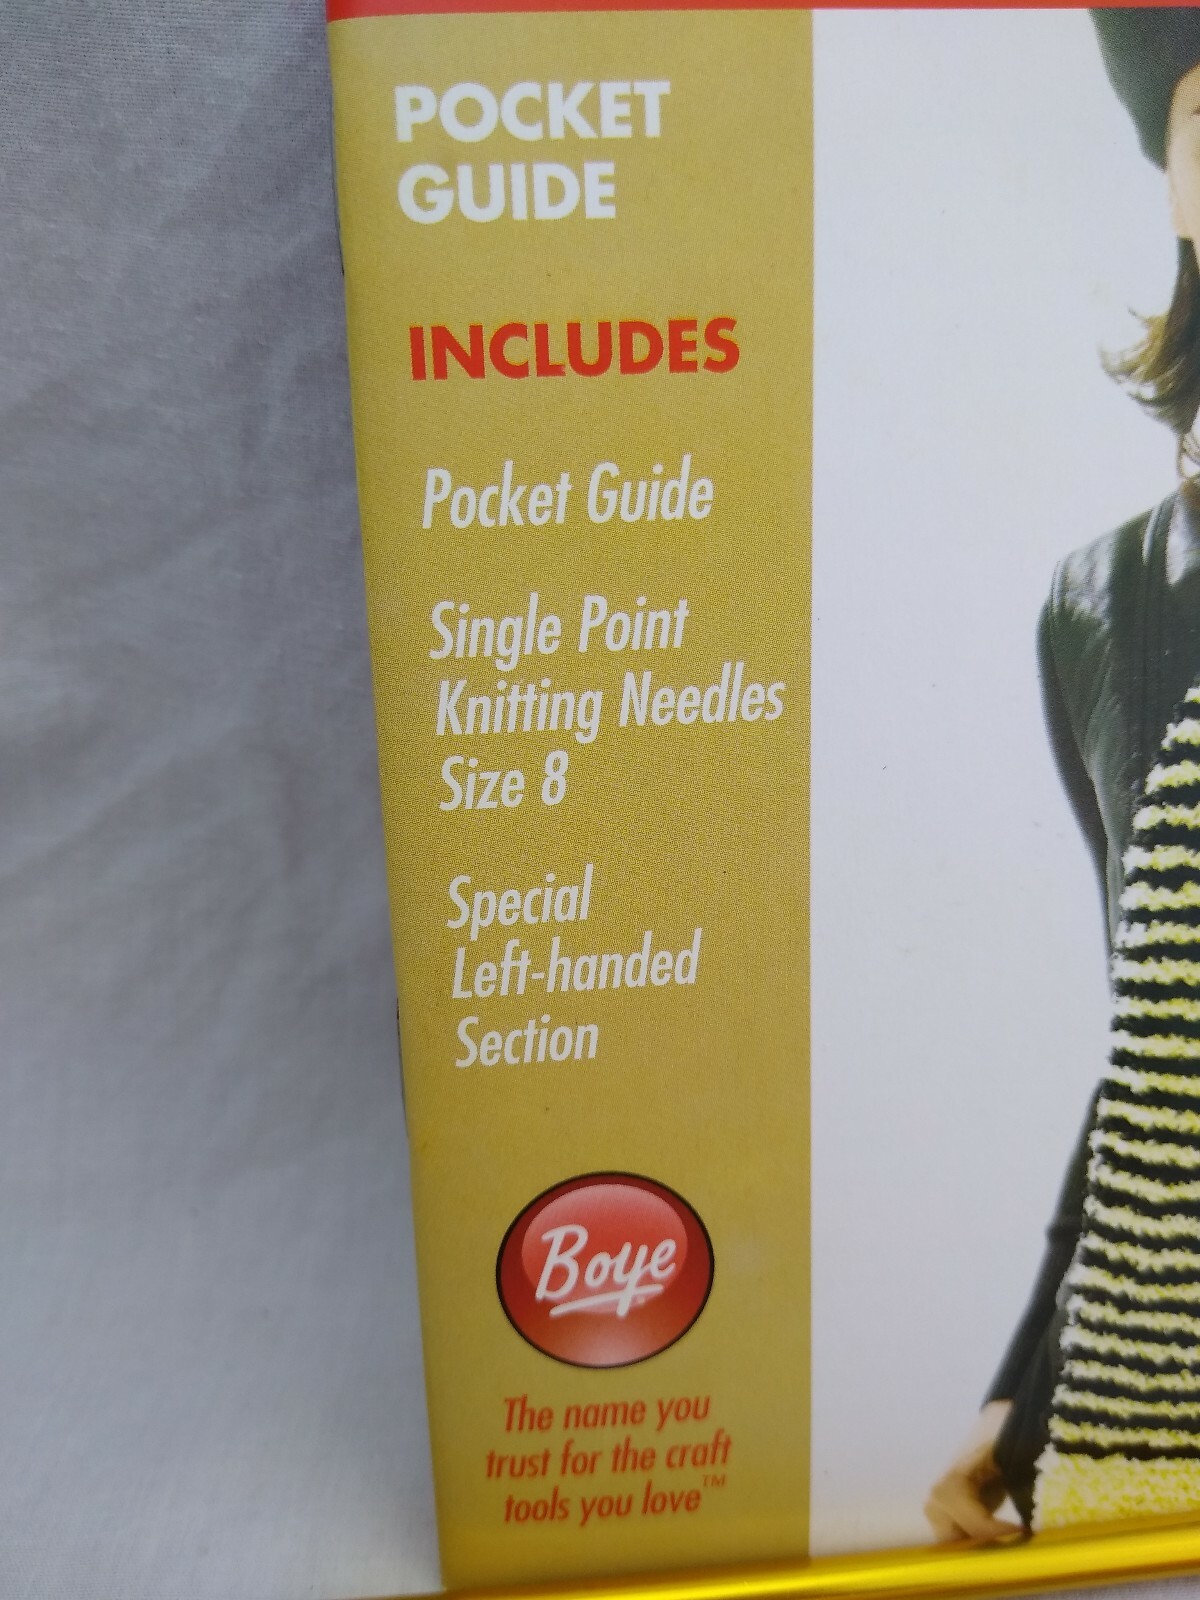 POCKET
GUIDE
INCLUDES
Pocket Guide
Single Point
Knitting Needles
Size 8
Special
Left-handed
Section
Boye
The name you
trust for the craft
tools you love™